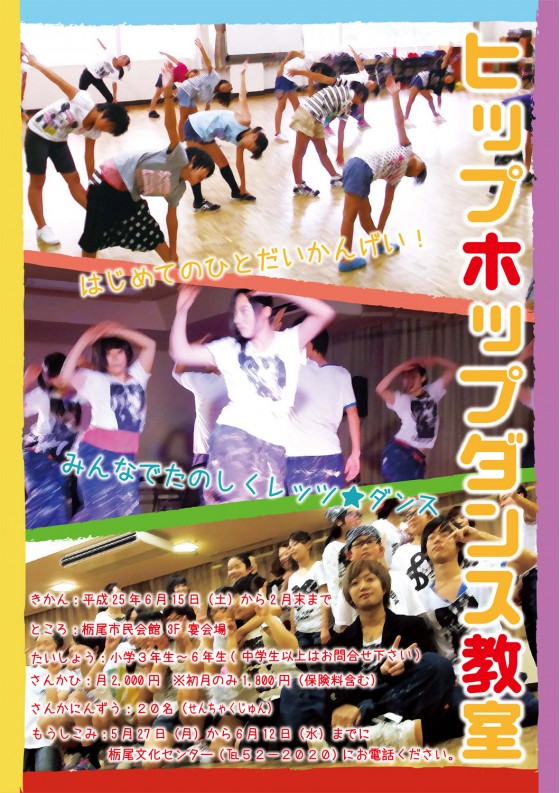 ヒップホップダンス教室
はじめてのひとだいかんげい！
みんなでたのしくレッツ★ダンス
きかん：平成25年6月15日（土）から2月末まで
ところ：栃尾市民会館 3F 宴会場
たいしょう：小学３年生～６年生（中学生以上はお問合せ下さい）
さんかひ：月2,000円　※初月のみ1,800円（保険料含む）
さんかにんずう：２０名（せんちゃくじゅん）
もうしこみ：5月27日（月）から6月12日（水）までに
栃尾文化センター（℡５２－２０２０）にお電話ください。